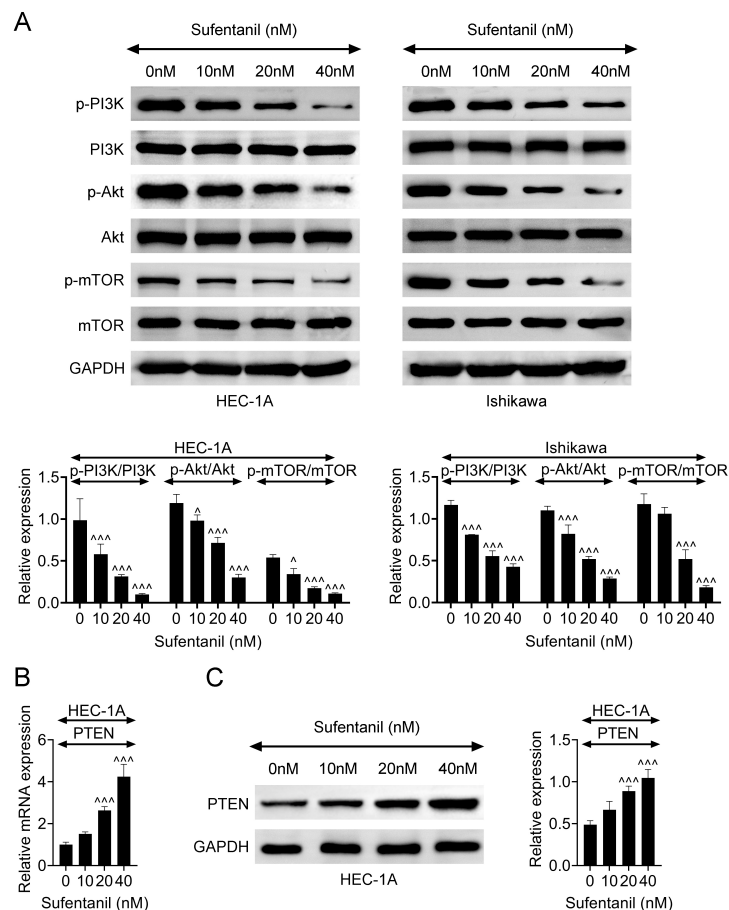 A
Sufentanil (nM)
Sufentanil (nM)
0nM 10nM 20nM 40nM
0nM 10nM 20nM 40nM
p-PI3K
PI3K
p-Akt
Akt
p-mTOR
mTOR
GAPDH
HEC-1A
Ishikawa
HEC-1A
p-PI3K/PI3K p-Akt/Akt p-mTOR/mTOR
Relative expression
1.5
1.0
0.5
0.0
^^^ ^^^ ^^^ ^ ^^^ ^^^ ^ ^^^ ^^^
0 10 20 40 0 10 20 40 0 10 20 40
Sufentanil (nM)
Ishikawa
p-PI3K/PI3K p-Akt/Akt p-mTOR/mTOR
Relative expression
1.5
1.0
0.5
0.0
^^^ ^^^ ^^^ ^^^ ^^^ ^^^ ^^^ ^^^
0 10 20 40 0 10 20 40 0 10 20 40
Sufentanil (nM)
B
HEC-1A
PTEN
Relative mRNA expression
6
4
2
0
^^^ ^^^
0 10 20 40
Sufentanil (nM)
C
Sufentanil (nM)
0nM 10nM 20nM 40nM
PTEN
GAPDH
HEC-1A
HEC-1A
PTEN
Relative expression
1.5
1.0
0.5
0.0
^^^ ^^^
0 10 20 40
Sufentanil (nM)